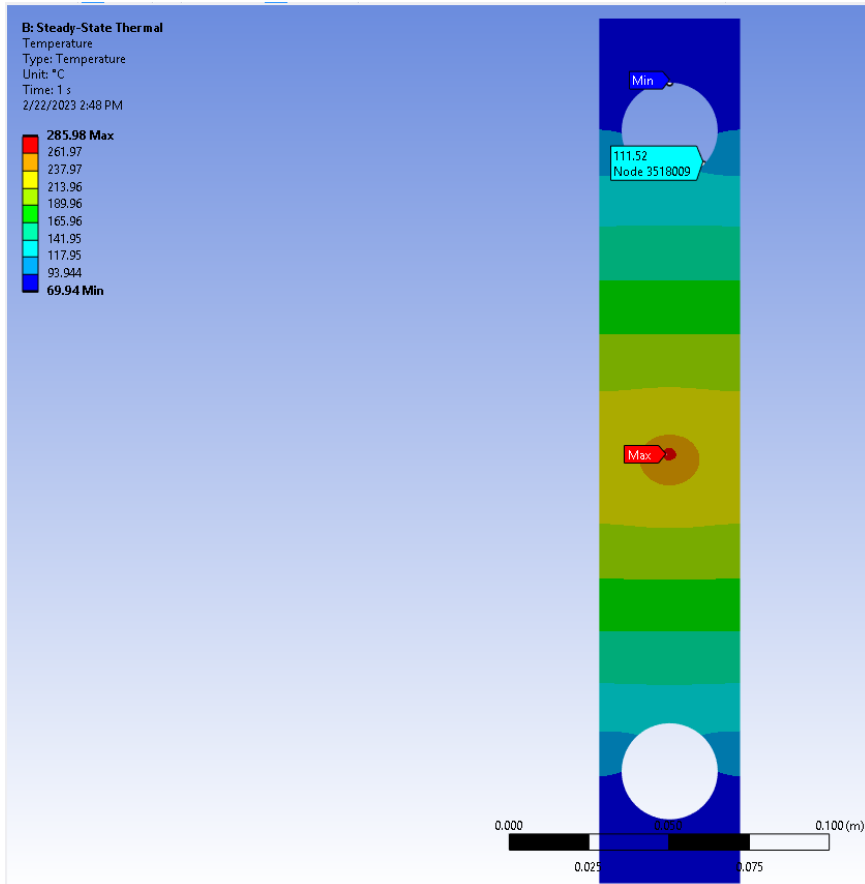 B: Steady-State Thermal
Temperature
Type: Temperature
Unit: °C
Time: 1 s
2/22/2023 2:48 PM
285.98 Max
261.97
237.97
213.96
189.96
165.96
141.95
117.95
93.944
69.94 Min
Min
111.52
Node 3518009
Max
0.000
0.050
0.100 (m)
0.025
0.075